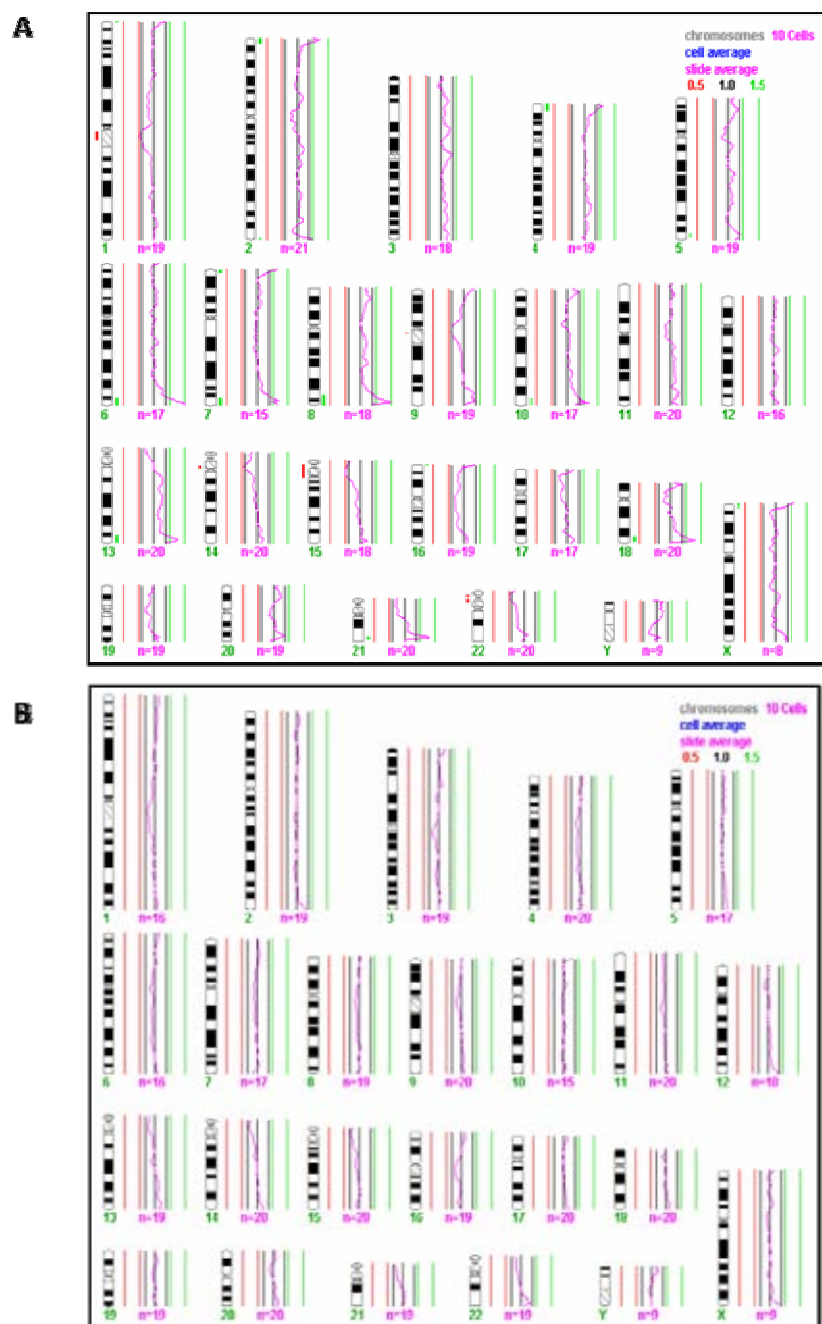 A
chromosomes 10 Cells
cell average
slide average
0.5 1.0 1.5
1 n=19
2 n=21
3 n=18
4 n=19
5 n=19
6 n=17
7 n=15
8 n=18
9 n=19
10 n=17
11 n=20
12 n=16
13 n=20
14 n=20
15 n=18
16 n=19
17 n=17
18 n=20
19 n=19
20 n=19
21 n=20
22 n=20
Y n=9
X n=8
B
chromosomes 10 Cells
cell average
slide average
0.5 1.0 1.5
1 n=16
2 n=19
3 n=19
4 n=20
5 n=17
6 n=16
7 n=17
8 n=19
9 n=20
10 n=15
11 n=20
12 n=18
13 n=19
14 n=20
15 n=20
16 n=19
17 n=20
18 n=20
19 n=19
20 n=20
21 n=19
22 n=19
Y n=9
X n=9